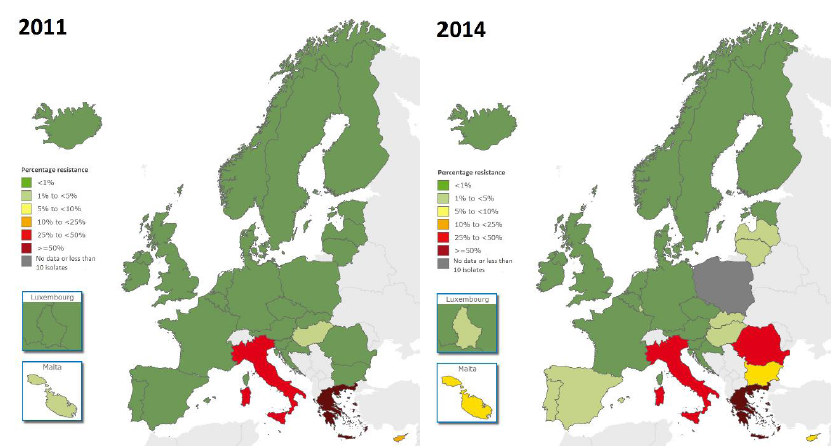 2011
Percentage resistance
<1%
1% to <5%
5% to <10%
10% to <25%
25% to <50%
>=50%
No data or less than
10 isolates
Luxembourg
Malta
2014
Percentage resistance
<1%
1% to <5%
5% to <10%
10% to <25%
25% to <50%
>=50%
No data or less than
10 isolates
Luxembourg
Malta